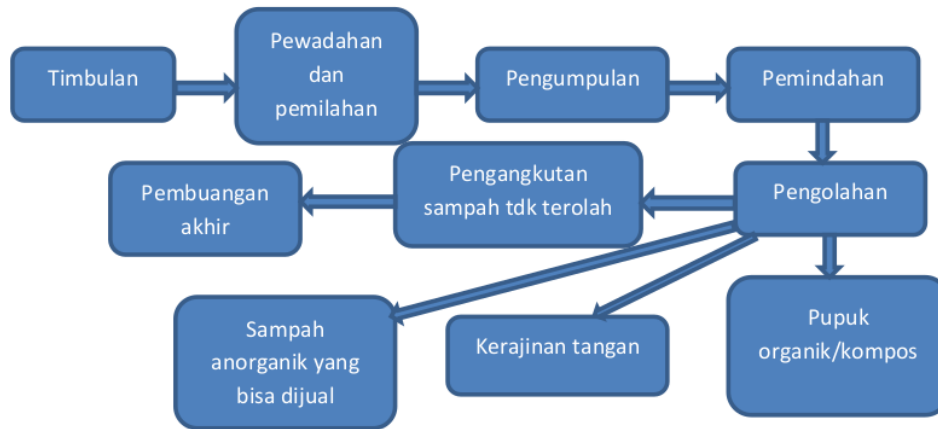 Timbulan
Pewadahan
dan
pemilahan
Pengumpulan
Pemindahan
Pengolahan
Pengangkutan
sampah tdk terolah
Pembuangan
akhir
Sampah
anorganik yang
bisa dijual
Kerajinan tangan
Pupuk
organik/kompos